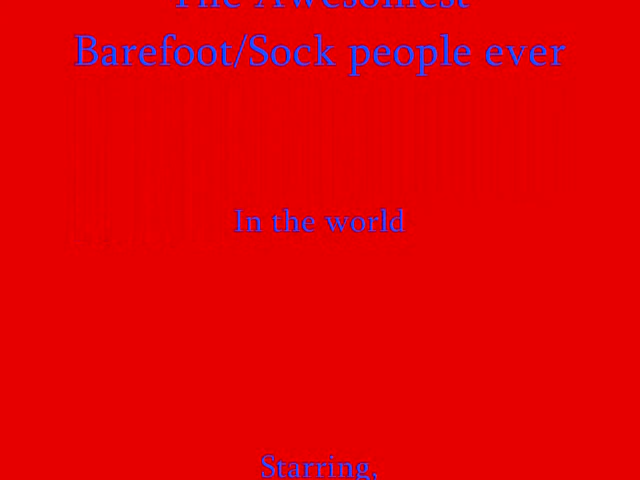 The Awesomest
Barefoot/Sock people ever
In the world
Starring,